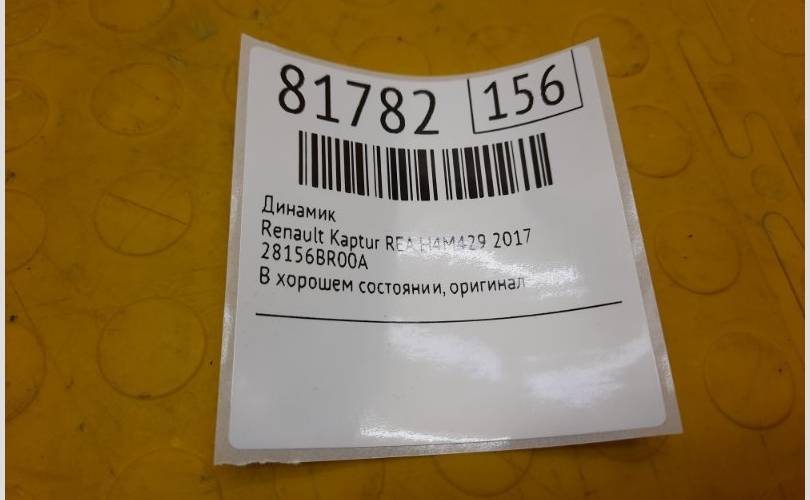 81782 156
Динамик
Renault Kaptur REA H4M429 2017
28156BR00A
В хорошем состоянии, оригинал